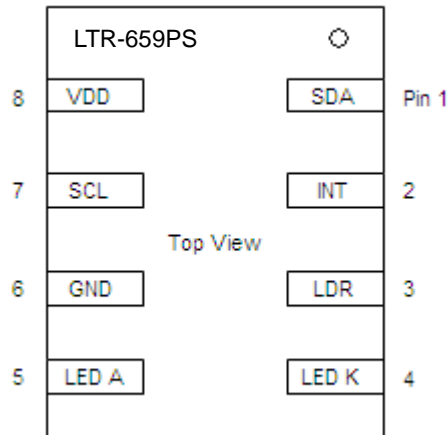 LTR-659PS
8 VDD SDA Pin 1
7 SCL INT 2
Top View
6 GND LDR 3
5 LED A LED K 4